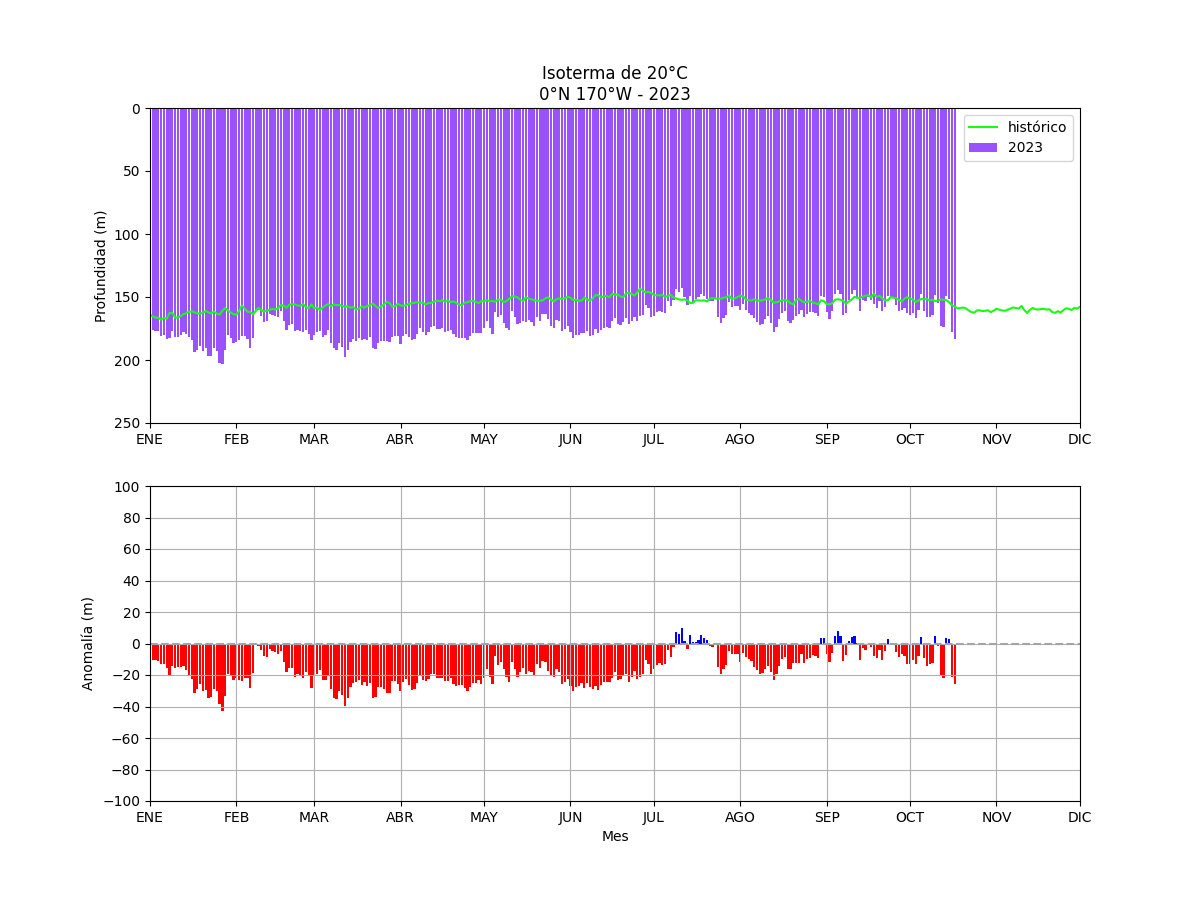 Isoterma de 20°C
0°N 170°W - 2023
histórico
2023
Profundidad (m)
0
50
100
150
200
250
ENE FEB MAR ABR MAY JUN JUL AGO SEP OCT NOV DIC
Anomalía (m)
100
80
60
40
20
0
−20
−40
−60
−80
−100
ENE FEB MAR ABR MAY JUN JUL AGO SEP OCT NOV DIC
Mes